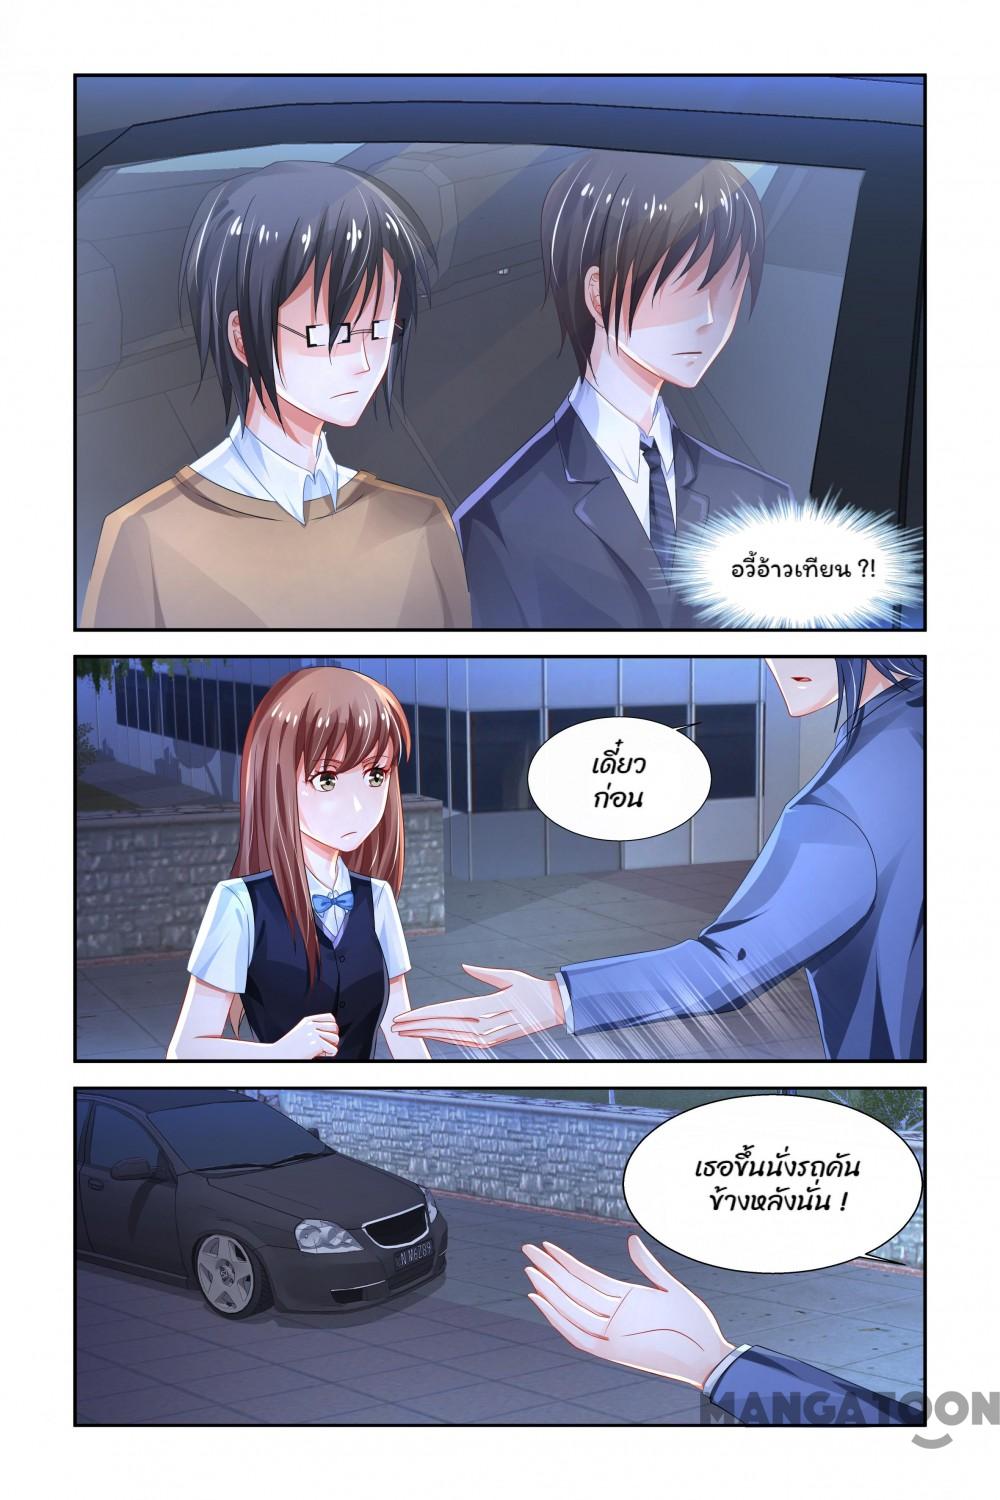 อวี้อ้าวเทียน ?!
เดี๋ยว
ก่อน
เธอขึ้นนั่งรถคัน
ข้างหลังนั่น !
NN6Z89
MANGATOON